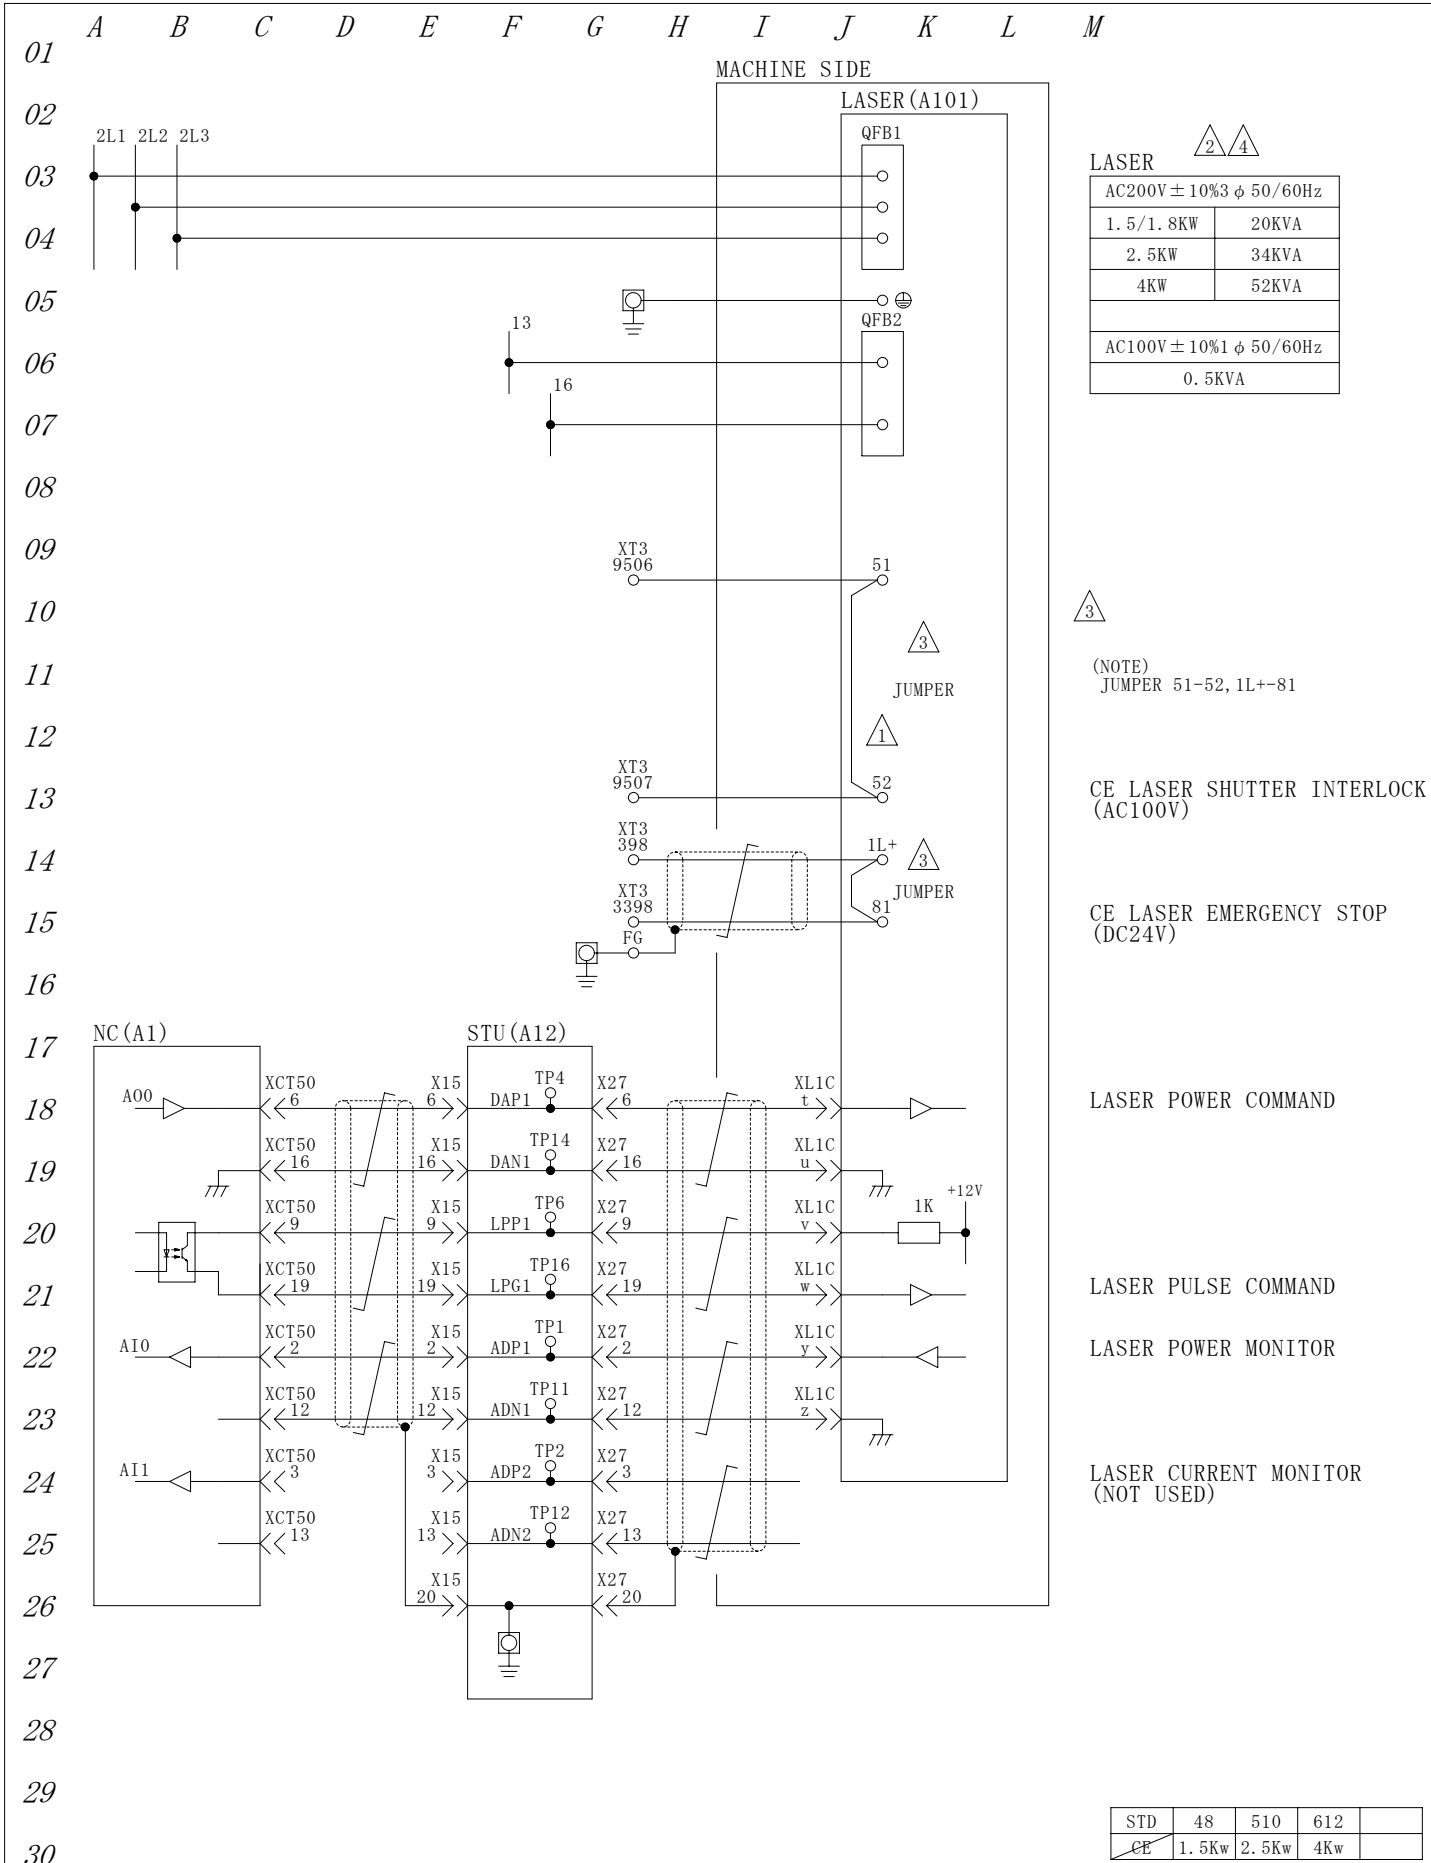 A B C D E F G H I J K L M
01
MACHINE SIDE
02
LASER(A101)
2L1 2L2 2L3
QFB1
2 4
LASER
03
AC200V±10%3φ50/60Hz
1.5/1.8KW 20KVA
04
2.5KW 34KVA
4KW 52KVA
05
QFB2
13
AC100V±10%1φ50/60Hz
06
0.5KVA
16
07
08
09
XT3
9506
51
10
3
3
11
(NOTE)
JUMPER 51-52,1L+-81
JUMPER
12
1
XT3
9507
52
13
CE LASER SHUTTER INTERLOCK
(AC100V)
XT3
398
1L+
14
3
JUMPER
XT3
3398
81
15
CE LASER EMERGENCY STOP
(DC24V)
FG
16
17
NC(A1)
STU(A12)
XCT50 X15 TP4 X27 XL1C
18
AO0 6 6 DAP1 6 t
LASER POWER COMMAND
XCT50 X15 TP14 X27 XL1C
19
16 16 DAN1 16 u
XCT50 X15 TP6 X27 XL1C 1K +12V
20
9 9 LPP1 9 v
XCT50 X15 TP16 X27 XL1C
21
19 19 LPG1 19 w
LASER PULSE COMMAND
XCT50 X15 TP1 X27 XL1C
22
AI0 2 2 ADP1 2 y
LASER POWER MONITOR
XCT50 X15 TP11 X27 XL1C
23
12 12 ADN1 12 z
XCT50 X15 TP2 X27
24
AI1 3 3 ADP2 3
LASER CURRENT MONITOR
(NOT USED)
XCT50 X15 TP12 X27
25
13 13 ADN2 13
X15 X27
26
20 20
27
28
29
STD 48 510 612
30
CE 1.5Kw 2.5Kw 4Kw